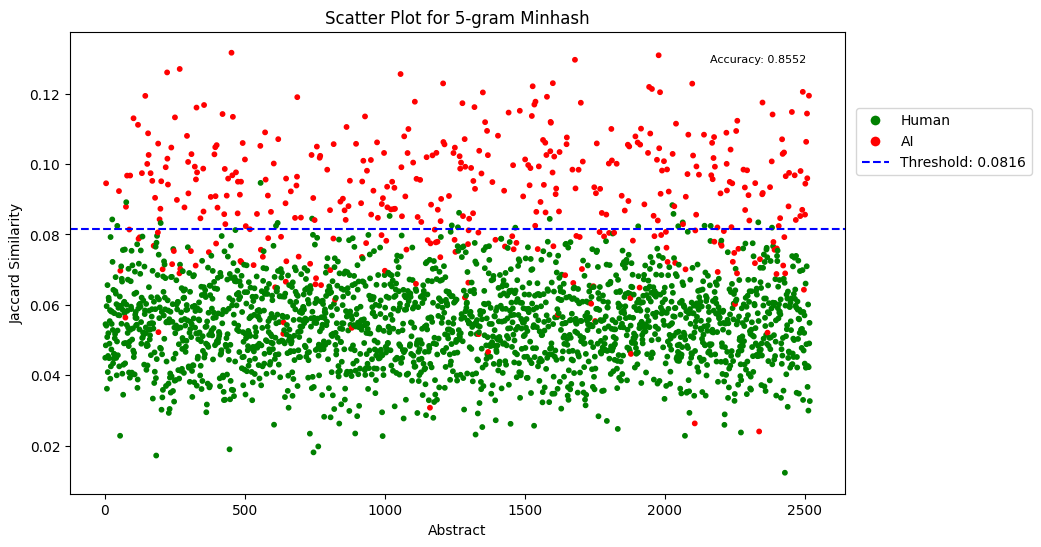 Scatter Plot for 5-gram Minhash
Accuracy: 0.8552
Human
AI
Threshold: 0.0816
Jaccard Similarity
0.12
0.10
0.08
0.06
0.04
0.02
0
500
1000
1500
2000
2500
Abstract